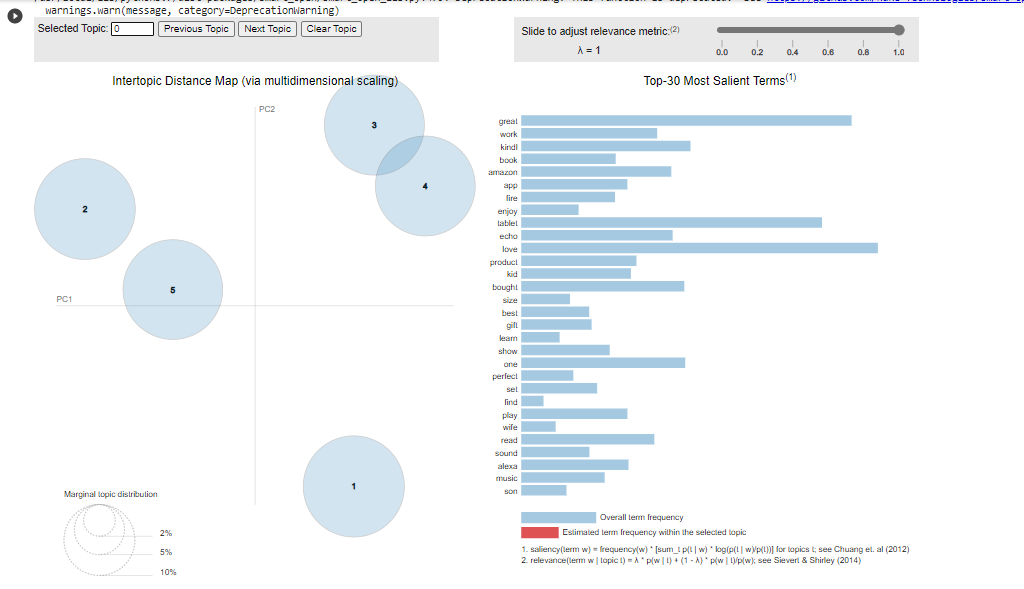 warnings.warn(message, category=DeprecationWarning)
Selected Topic: 0 Previous Topic Next Topic Clear Topic
Slide to adjust relevance metric:(2)
λ = 1
0.0 0.2 0.4 0.6 0.8 1.0
Intertopic Distance Map (via multidimensional scaling)
PC2
PC1
3
4
2
5
1
Marginal topic distribution
2%
5%
10%
Top-30 Most Salient Terms(1)
great
work
kindl
book
amazon
app
fire
enjoy
tablet
echo
love
product
kid
bought
size
best
gift
learn
show
one
perfect
set
find
play
wife
read
sound
alexa
music
son
Overall term frequency
Estimated term frequency within the selected topic
1. saliency(term w) = frequency(w) * [sum_t p(t | w) * log(p(t | w)/p(t))] for topics t; see Chuang et. al (2012)
2. relevance(term w | topic t) = λ * p(w | t) + (1 - λ) * p(w | t)/p(w); see Sievert & Shirley (2014)